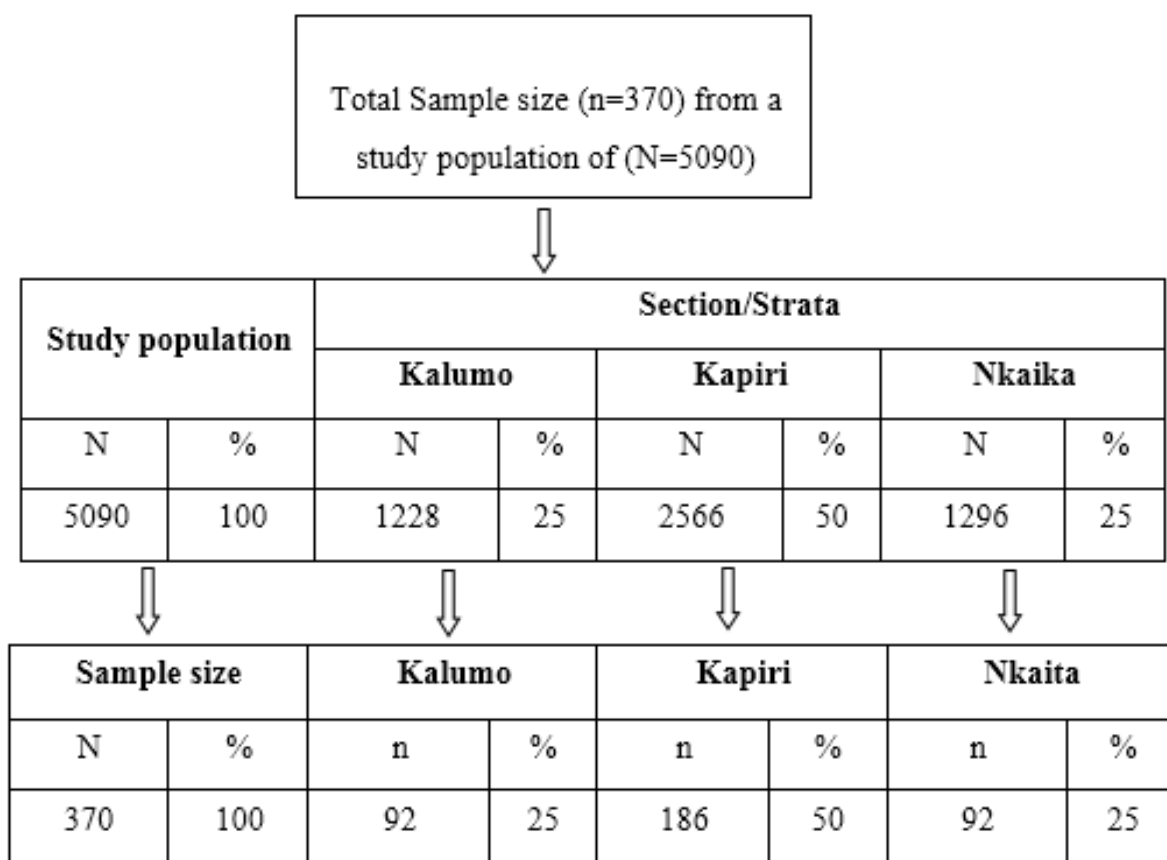 Total Sample size (n=370) from a
study population of (N=5090)
Study population Section/Strata
Kalumo Kapiri Nkaika
N % N % N % N %
5090 100 1228 25 2566 50 1296 25
Sample size Kalumo Kapiri Nkaita
N % n % n % n %
370 100 92 25 186 50 92 25